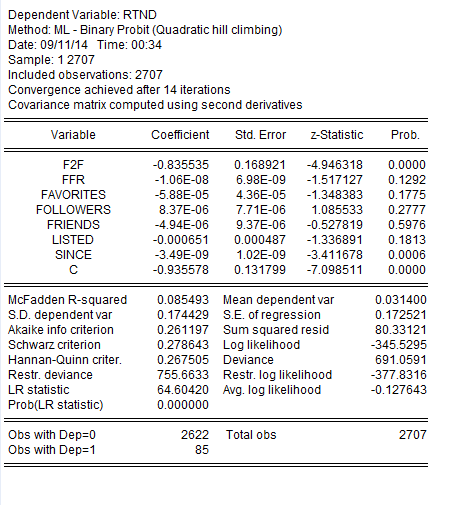 Dependent Variable: RTND
Method: ML - Binary Probit (Quadratic hill climbing)
Date: 09/11/14 Time: 00:34
Sample: 1 2707
Included observations: 2707
Convergence achieved after 14 iterations
Covariance matrix computed using second derivatives
Variable Coefficient Std. Error z-Statistic Prob.
F2F -0.835535 0.168921 -4.946318 0.0000
FFR -1.06E-08 6.98E-09 -1.517127 0.1292
FAVORITES -5.88E-05 4.36E-05 -1.348383 0.1775
FOLLOWERS 8.37E-06 7.71E-06 1.085533 0.2777
FRIENDS -4.94E-06 9.37E-06 -0.527819 0.5976
LISTED -0.000651 0.000487 -1.336891 0.1813
SINCE -3.49E-09 1.02E-09 -3.411678 0.0006
C -0.935578 0.131799 -7.098511 0.0000
McFadden R-squared 0.085493 Mean dependent var 0.031400
S.D. dependent var 0.174429 S.E. of regression 0.172521
Akaike info criterion 0.261197 Sum squared resid 80.33121
Schwarz criterion 0.278643 Log likelihood -345.5295
Hannan-Quinn criter. 0.267505 Deviance 691.0591
Restr. deviance 755.6633 Restr. log likelihood -377.8316
LR statistic 64.60420 Avg. log likelihood -0.127643
Prob(LR statistic) 0.000000
Obs with Dep=0 2622 Total obs 2707
Obs with Dep=1 85